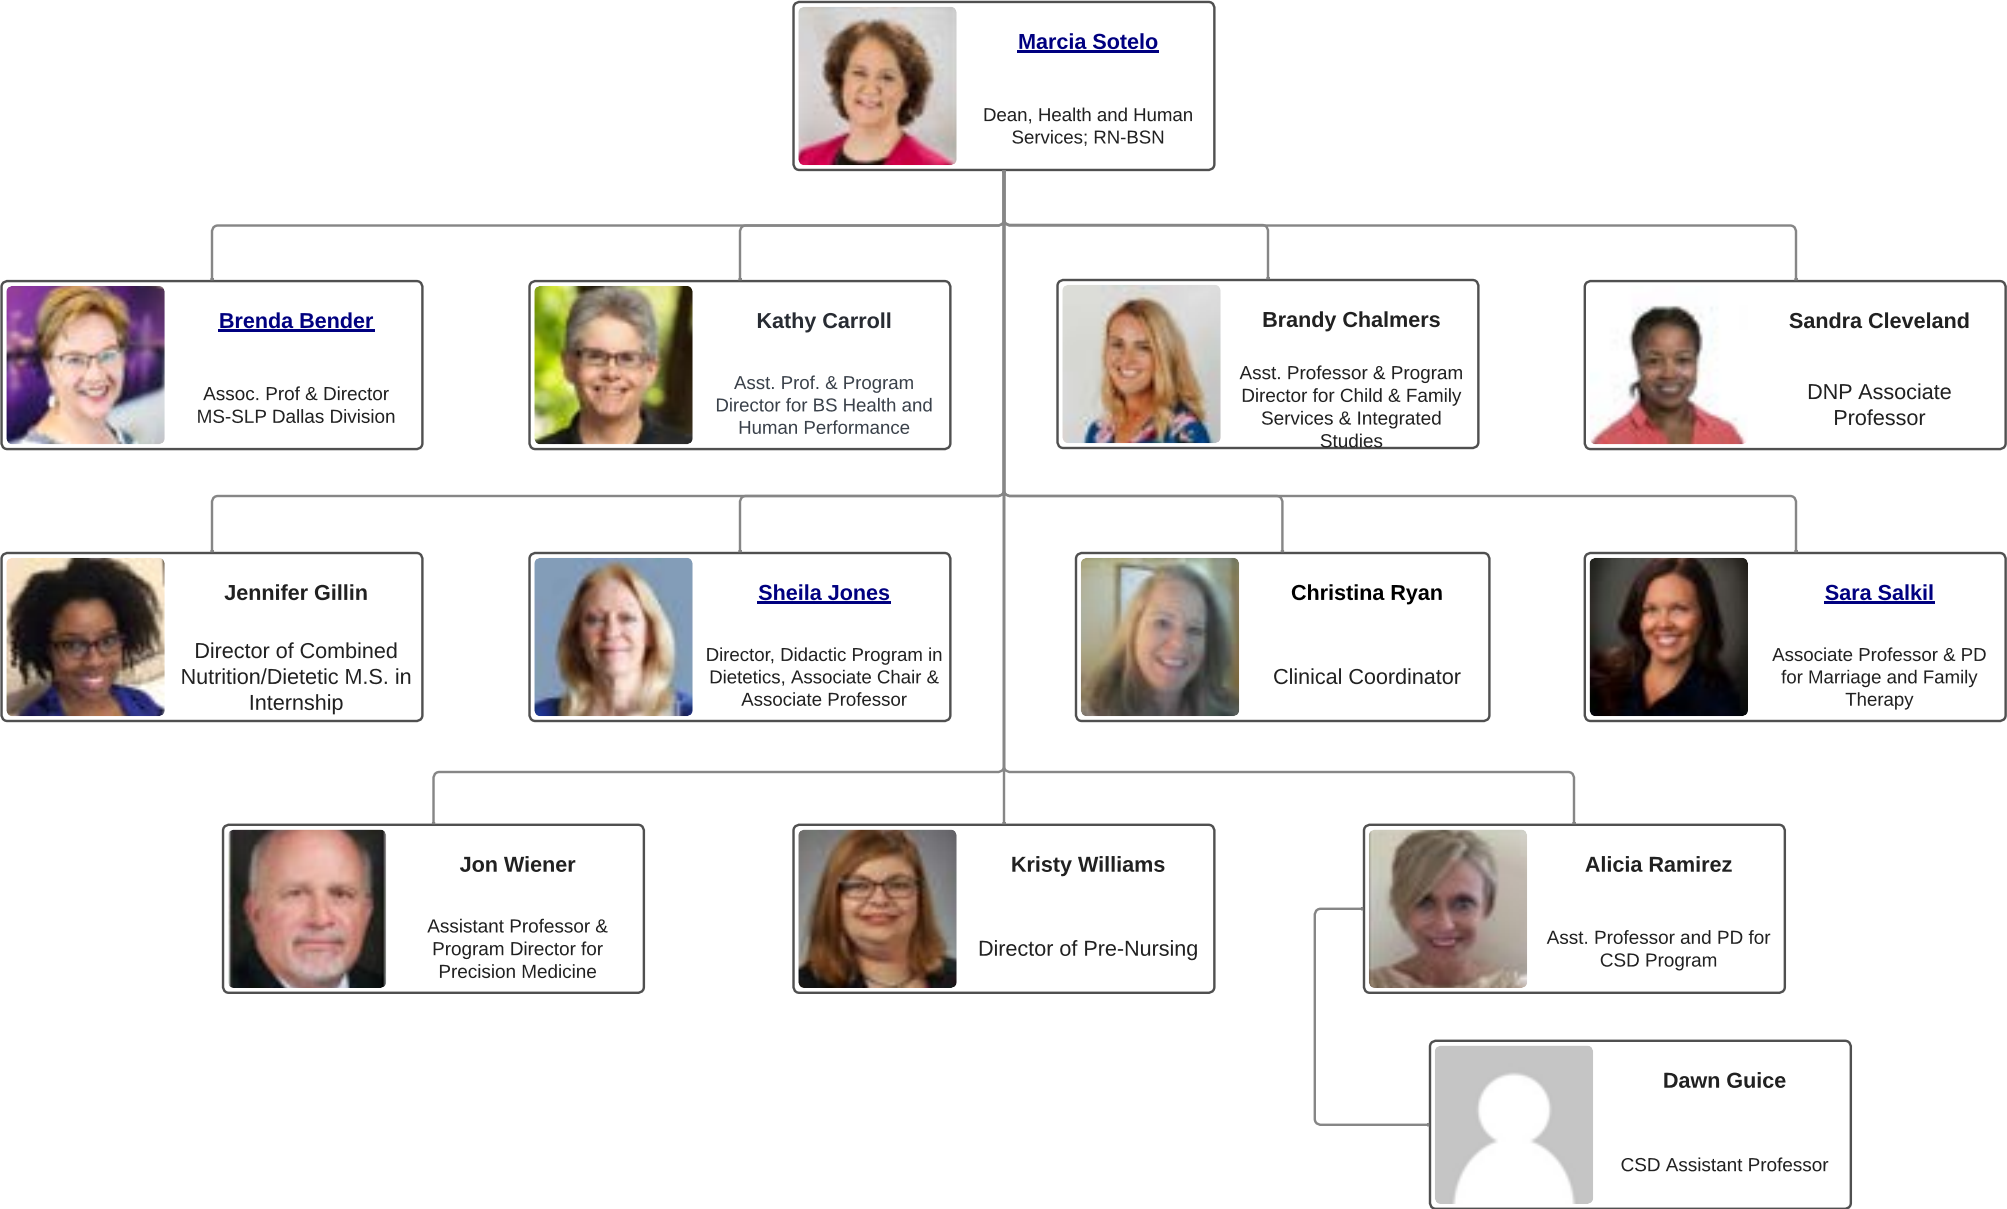 Marcia Sotelo
Dean, Health and Human
Services; RN-BSN
Brenda Bender
Assoc. Prof & Director
MS-SLP Dallas Division
Kathy Carroll
Asst. Prof. & Program
Director for BS Health and
Human Performance
Brandy Chalmers
Asst. Professor & Program
Director for Child & Family
Services & Integrated
Studies
Sandra Cleveland
DNP Associate
Professor
Jennifer Gillin
Director of Combined
Nutrition/Dietetic M.S. in
Internship
Sheila Jones
Director, Didactic Program in
Dietetics, Associate Chair &
Associate Professor
Christina Ryan
Clinical Coordinator
Sara Salkil
Associate Professor & PD
for Marriage and Family
Therapy
Jon Wiener
Assistant Professor &
Program Director for
Precision Medicine
Kristy Williams
Director of Pre-Nursing
Alicia Ramirez
Asst. Professor and PD for
CSD Program
Dawn Guice
CSD Assistant Professor